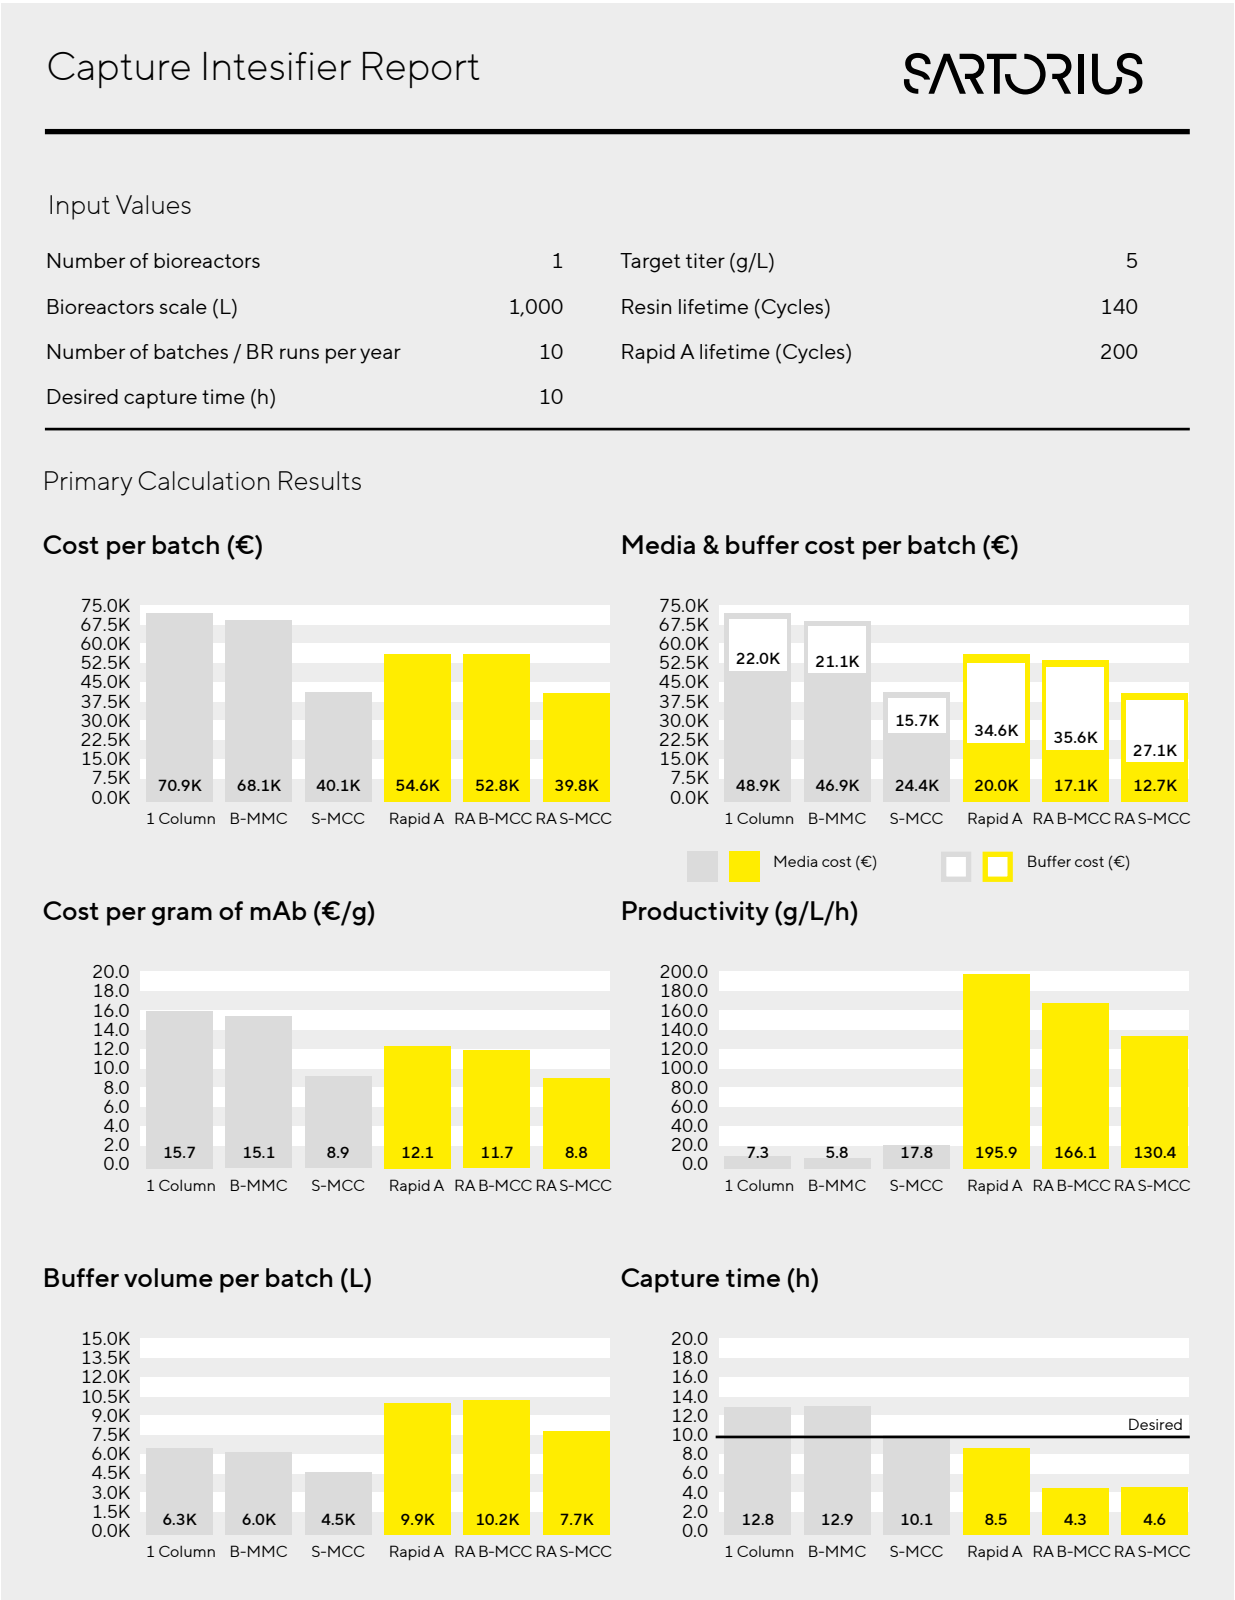 Capture Intesifier Report
SARTORIUS
Input Values
Number of bioreactors 1
Target titer (g/L) 5
Bioreactors scale (L) 1,000
Resin lifetime (Cycles) 140
Number of batches / BR runs per year 10
Rapid A lifetime (Cycles) 200
Desired capture time (h) 10
Primary Calculation Results
Cost per batch (€)
75.0K
67.5K
60.0K
52.5K
45.0K
37.5K
30.0K
22.5K
15.0K
7.5K
0.0K
70.9K 68.1K 40.1K 54.6K 52.8K 39.8K
1 Column B-MMC S-MCC Rapid A RA B-MCC RA S-MCC
Media & buffer cost per batch (€)
75.0K
67.5K
60.0K
52.5K
45.0K
37.5K
30.0K
22.5K
15.0K
7.5K
0.0K
22.0K 21.1K 15.7K 34.6K 35.6K 27.1K
48.9K 46.9K 24.4K 20.0K 17.1K 12.7K
1 Column B-MMC S-MCC Rapid A RA B-MCC RA S-MCC
Media cost (€) Buffer cost (€)
Cost per gram of mAb (€/g)
20.0
18.0
16.0
14.0
12.0
10.0
8.0
6.0
4.0
2.0
0.0
15.7 15.1 8.9 12.1 11.7 8.8
1 Column B-MMC S-MCC Rapid A RA B-MCC RA S-MCC
Productivity (g/L/h)
200.0
180.0
160.0
140.0
120.0
100.0
80.0
60.0
40.0
20.0
0.0
7.3 5.8 17.8 195.9 166.1 130.4
1 Column B-MMC S-MCC Rapid A RA B-MCC RA S-MCC
Buffer volume per batch (L)
15.0K
13.5K
12.0K
10.5K
9.0K
7.5K
6.0K
4.5K
3.0K
1.5K
0.0K
6.3K 6.0K 4.5K 9.9K 10.2K 7.7K
1 Column B-MMC S-MCC Rapid A RA B-MCC RA S-MCC
Capture time (h)
20.0
18.0
16.0
14.0
12.0
10.0
8.0
6.0
4.0
2.0
0.0
Desired
12.8 12.9 10.1 8.5 4.3 4.6
1 Column B-MMC S-MCC Rapid A RA B-MCC RA S-MCC